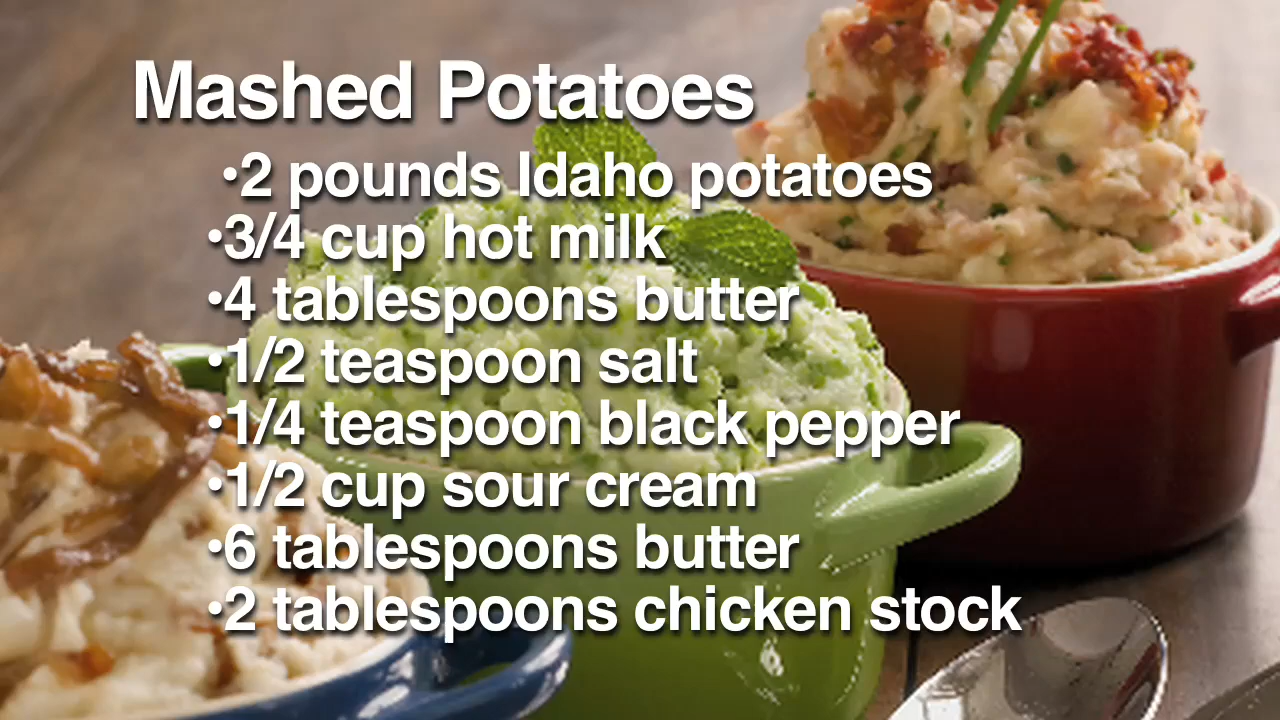 Mashed Potatoes
•2 pounds Idaho potatoes
•3/4 cup hot milk
•4 tablespoons butter
•1/2 teaspoon salt
•1/4 teaspoon black pepper
•1/2 cup sour cream
•6 tablespoons butter
•2 tablespoons chicken stock